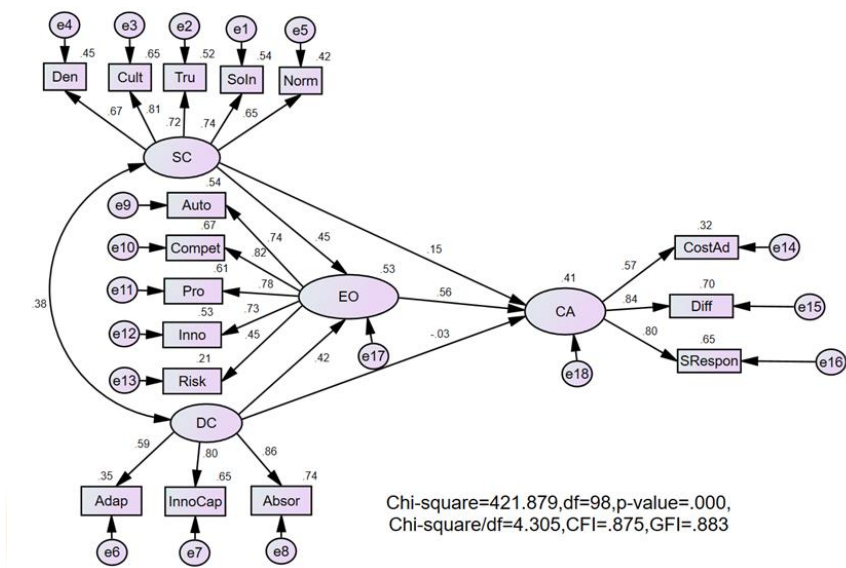 e4 e3 e2 e1 e5
.45 .65 .52 .54 .42
Den Cult Tru SoIn Norm
.67 .81 .72 .74 .65
SC
.54
e9 Auto
.67
e10 Compet
.61
e11 Pro
.53
e12 Inno
.21
e13 Risk
.74
.82
.78
.73
.45
.45
.15
.53
EO
e17
.56
.42
-.03
.38
DC
.59 .80 .86
.35 .65 .74
Adap InnoCap Absor
e6 e7 e8
.41
CA
e18
.57
.84
.80
.32
CostAd e14
.70
Diff e15
.65
SRespon e16
Chi-square=421.879,df=98,p-value=.000,
Chi-square/df=4.305,CFI=.875,GFI=.883